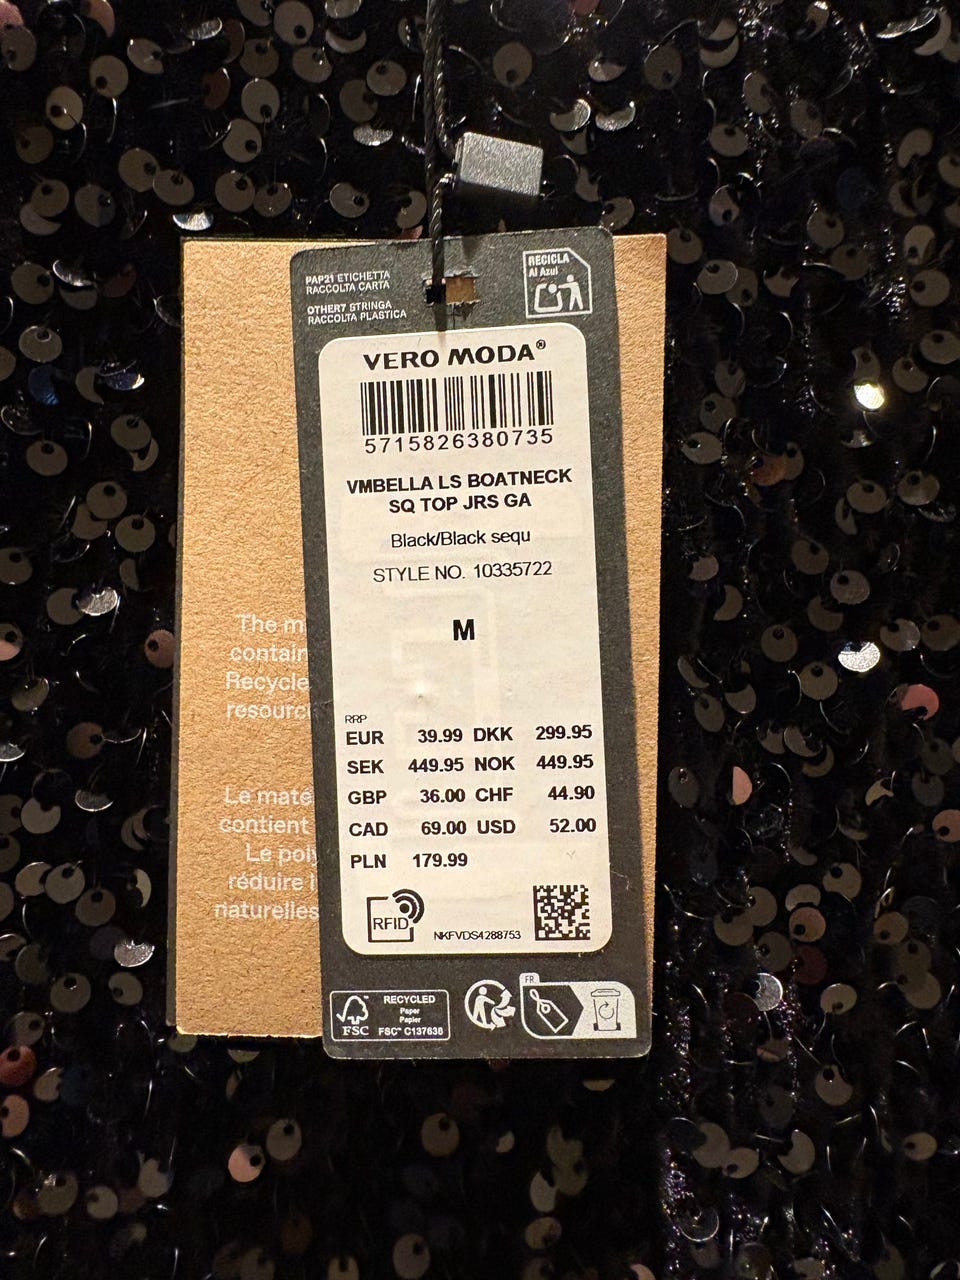 PAP21 ETICHETTA
RACCOLTA CARTA
OTHER7 STRINGA
RACCOLTA PLASTICA
RECICLA
Al Azul
VERO MODA®
5715826380735
VMBELLA LS BOATNECK
SQ TOP JRS GA
Black/Black sequ
STYLE NO. 10335722
M
RRP
EUR 39.99 DKK 299.95
SEK 449.95 NOK 449.95
GBP 36.00 CHF 44.90
CAD 69.00 USD 52.00
PLN 179.99
RFID
NKFVDS4288753
FSC
RECYCLED
Paper
Papier
FSC™ C137638
FR
The m
contain
Recycle
resourc
Le maté
contient
Le poly
réduire l
naturelles